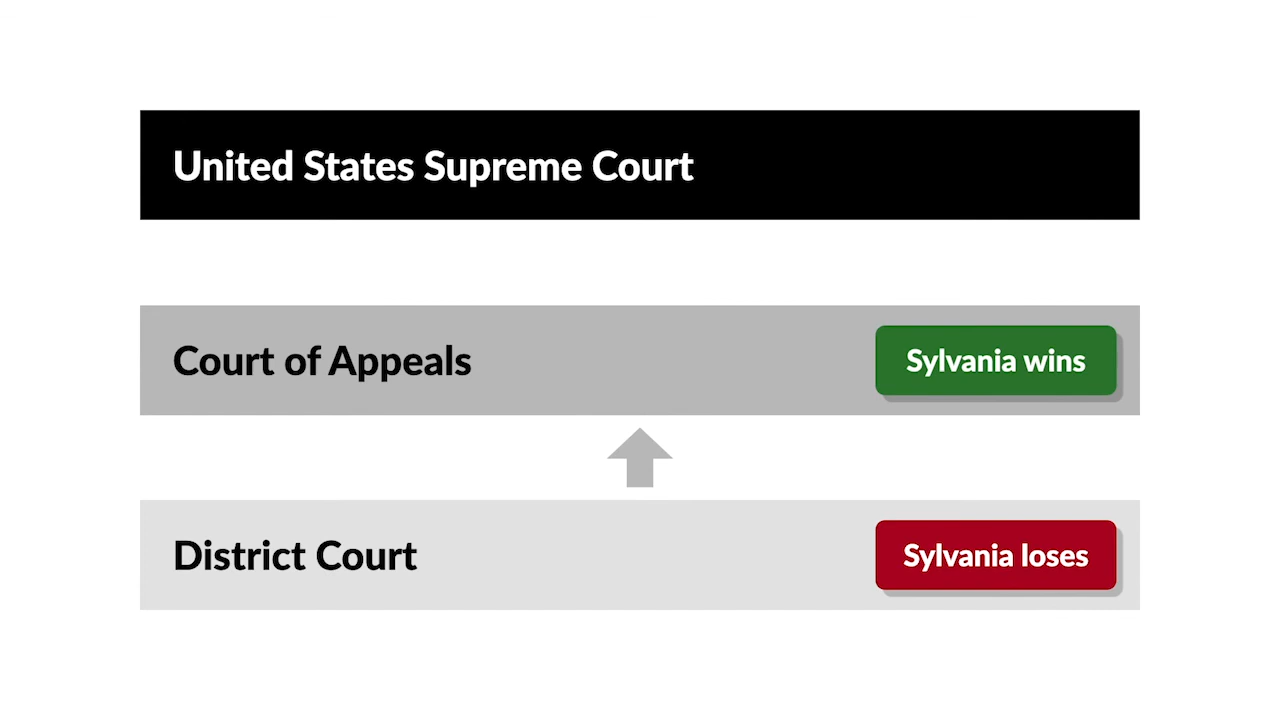 United States Supreme Court
Court of Appeals
Sylvania wins
District Court
Sylvania loses